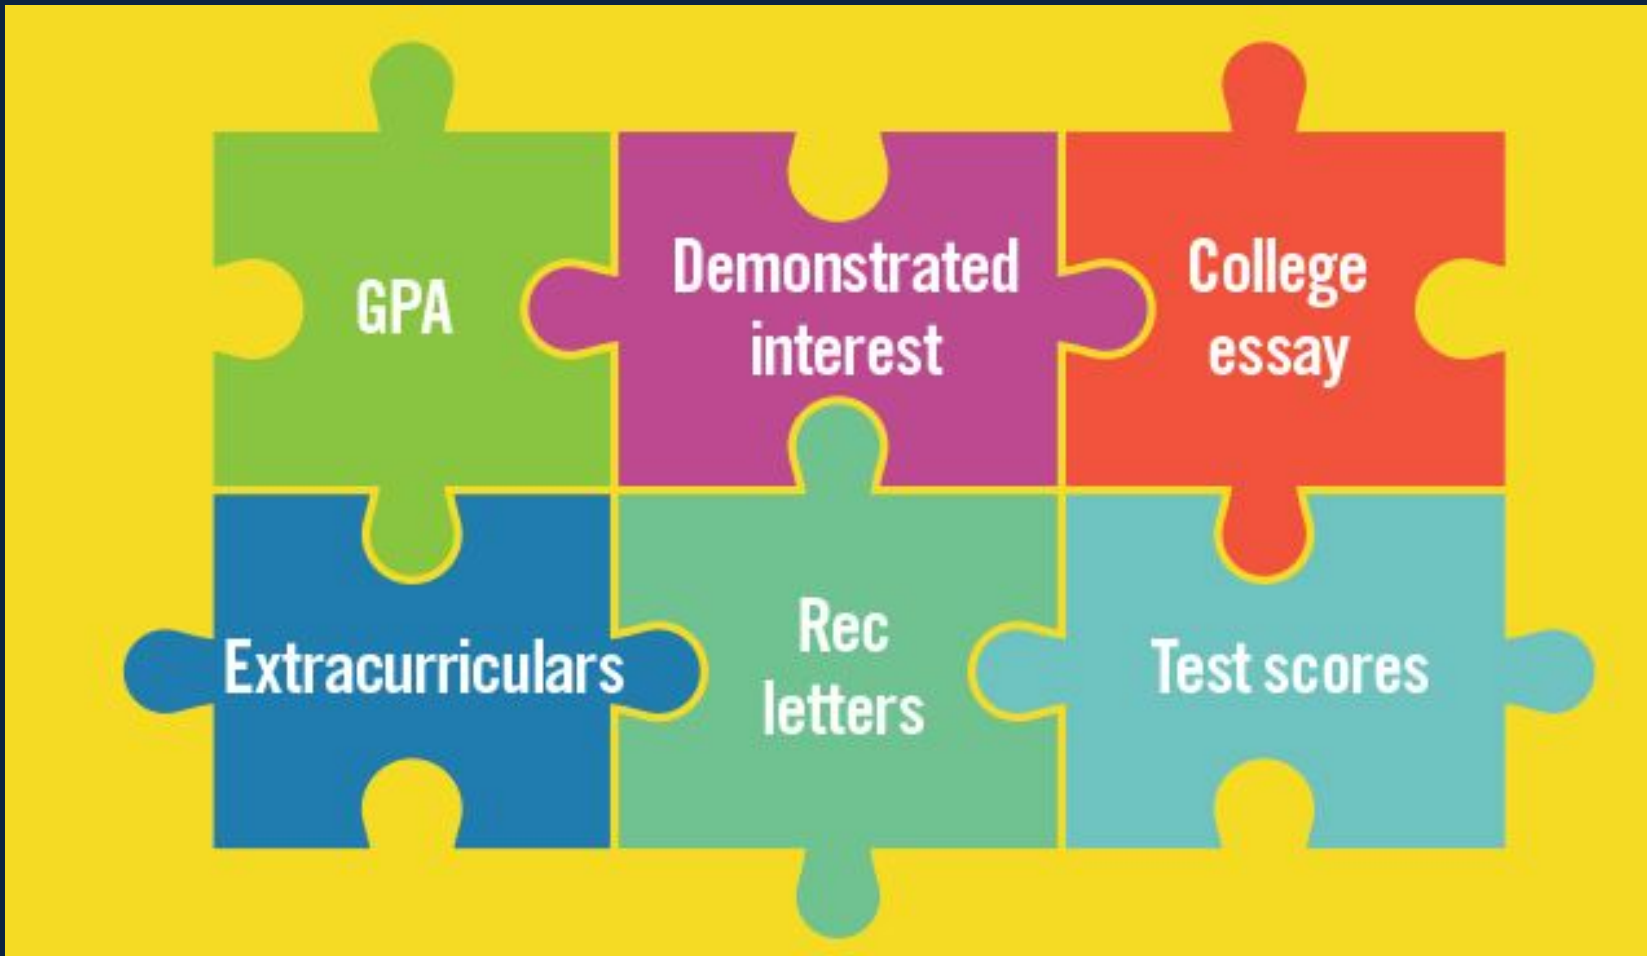 GPA
Demonstrated
interest
College
essay
Extracurriculars
Rec
letters
Test scores